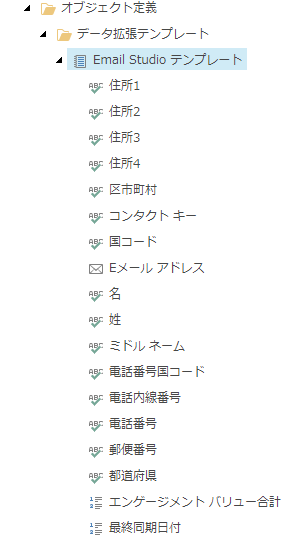 オブジェクト定義
データ拡張テンプレート
Email Studio テンプレート
ABC 住所1
ABC 住所2
ABC 住所3
ABC 住所4
ABC 区市町村
ABC コンタクト キー
ABC 国コード
Eメール アドレス
ABC 名
ABC 姓
ABC ミドル ネーム
ABC 電話番号国コード
ABC 電話内線番号
ABC 電話番号
ABC 郵便番号
ABC 都道府県
エンゲージメント バリュー合計
最終同期日付